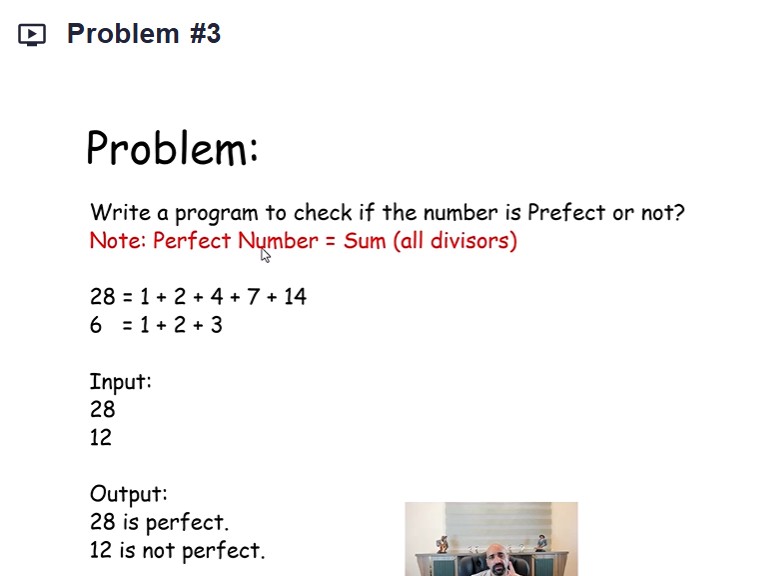 Problem #3
Problem:
Write a program to check if the number is Prefect or not?
Note: Perfect Number = Sum (all divisors)
28 = 1 + 2 + 4 + 7 + 14
6 = 1 + 2 + 3
Input:
28
12
Output:
28 is perfect.
12 is not perfect.